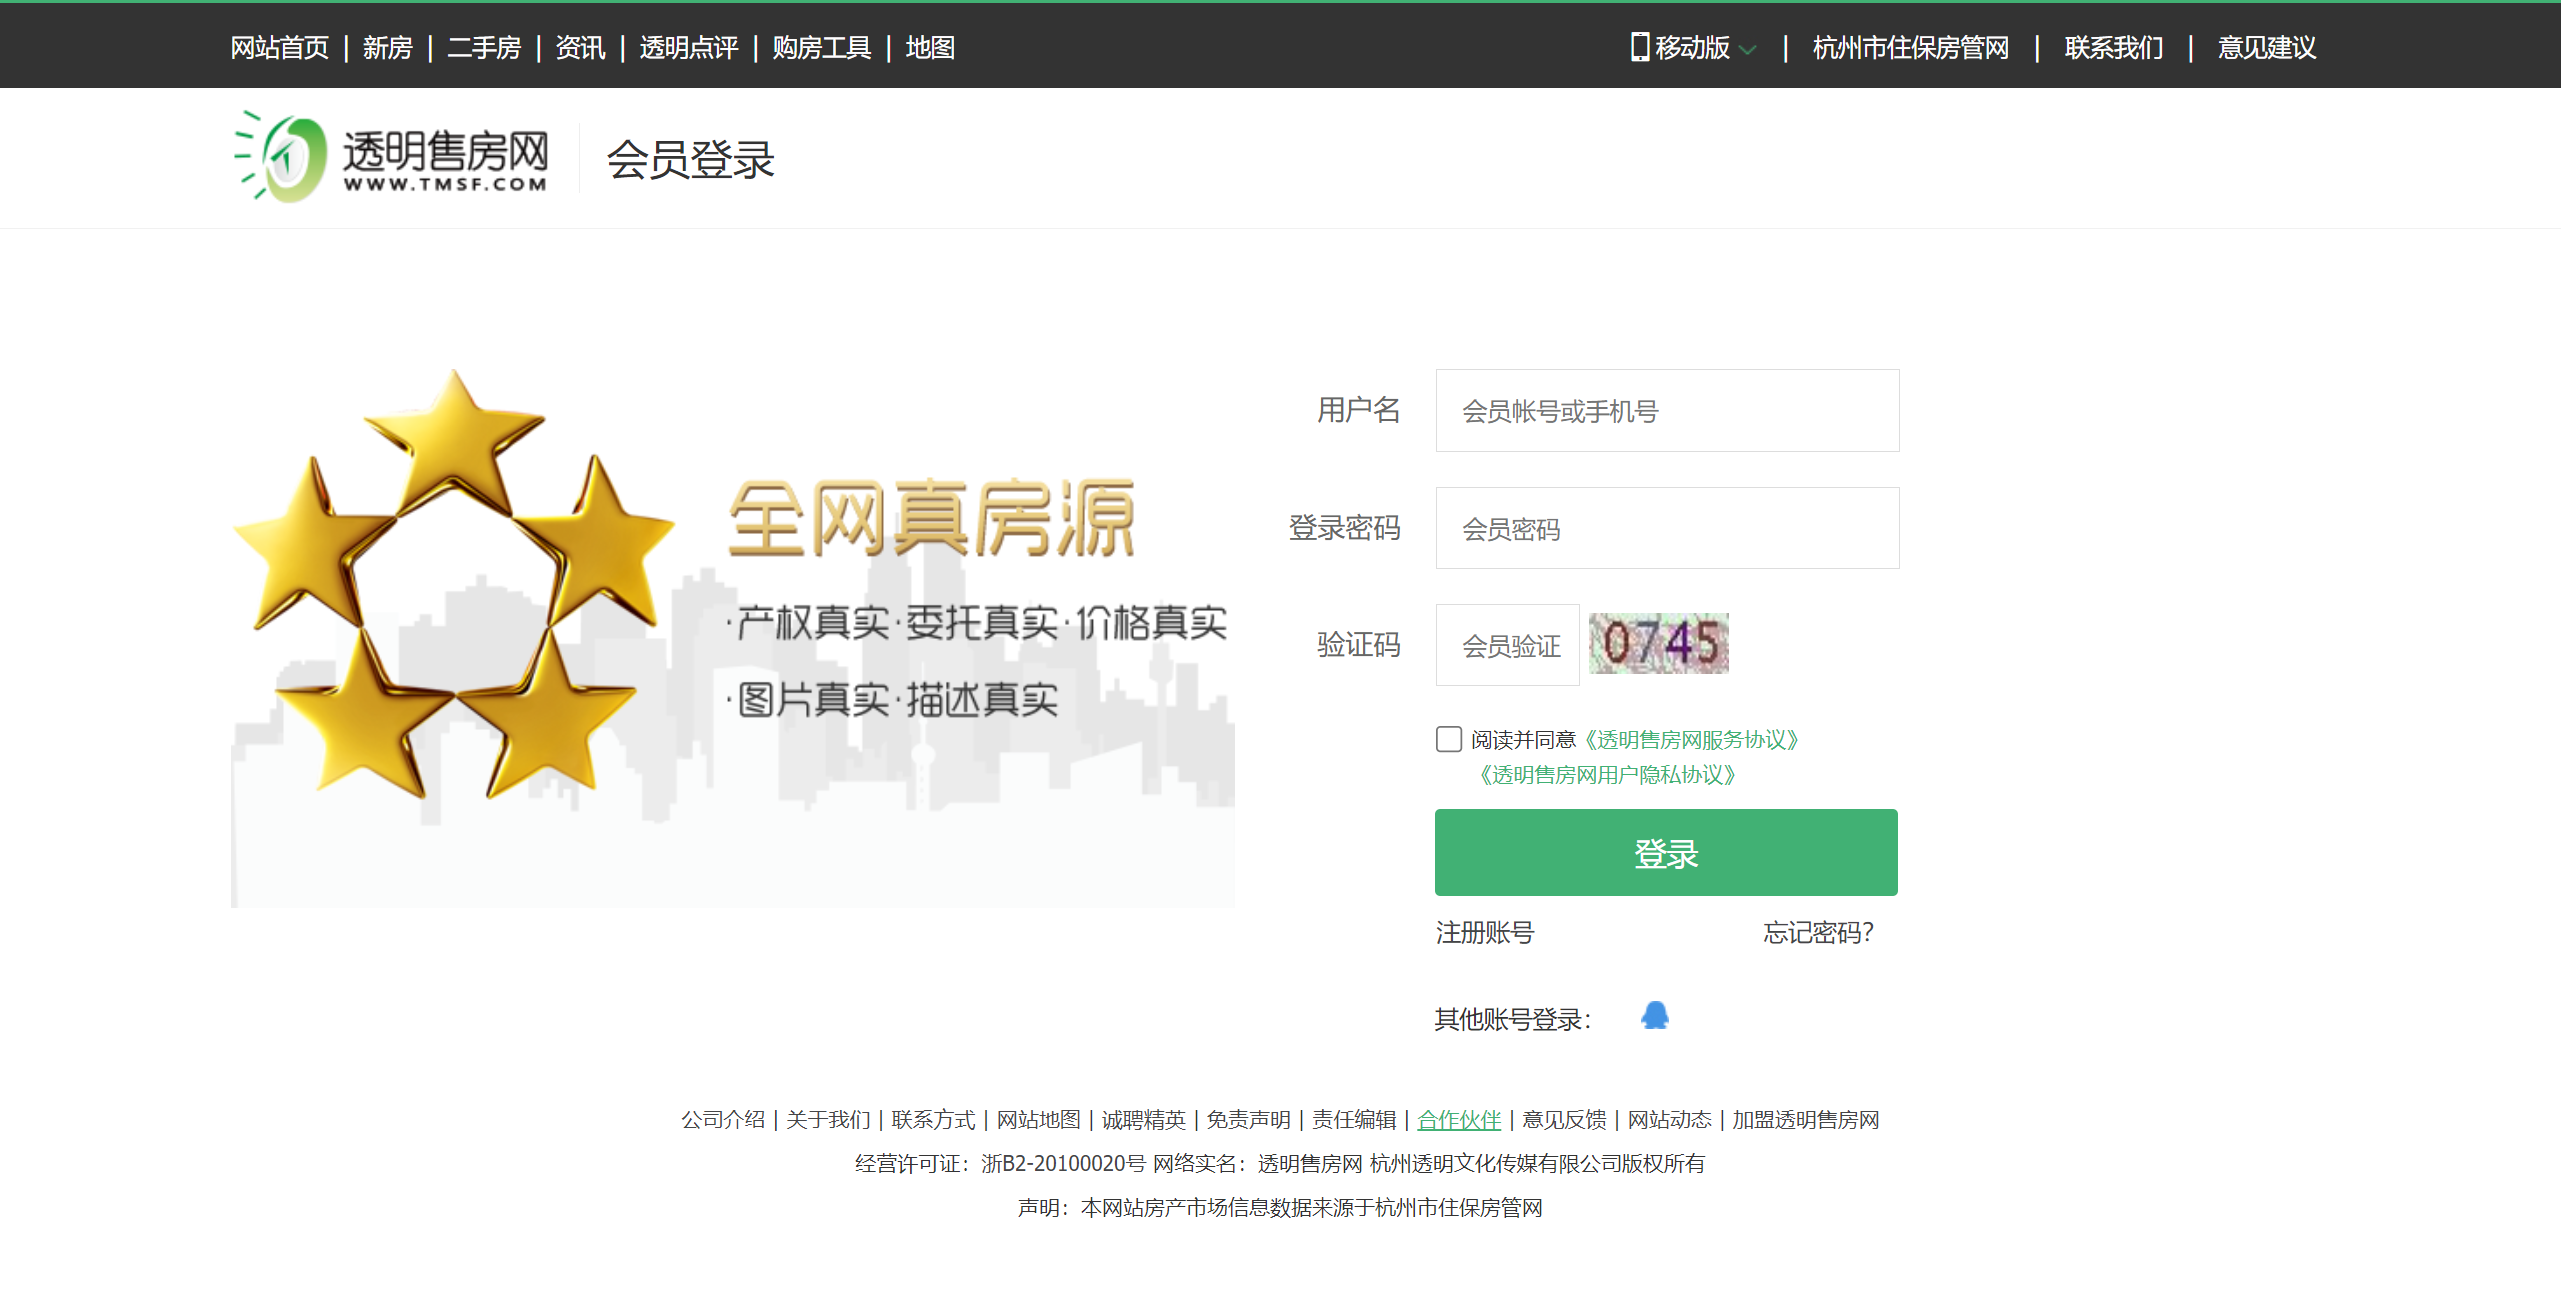 网站首页 | 新房 | 二手房 | 资讯 | 透明点评 | 购房工具 | 地图
移动版 | 杭州市住保房管网 | 联系我们 | 意见建议
透明售房网
WWW.TMSF.COM
会员登录
全网真房源
·产权真实·委托真实·价格真实
·图片真实·描述真实
用户名 会员帐号或手机号
登录密码 会员密码
验证码 会员验证 0745
阅读并同意《透明售房网服务协议》
《透明售房网用户隐私协议》
登录
注册账号 忘记密码?
其他账号登录：
公司介绍 | 关于我们 | 联系方式 | 网站地图 | 诚聘精英 | 免责声明 | 责任编辑 | 合作伙伴 | 意见反馈 | 网站动态 | 加盟透明售房网
经营许可证：浙B2-20100020号 网络实名：透明售房网 杭州透明文化传媒有限公司版权所有
声明：本网站房产市场信息数据来源于杭州市住保房管网